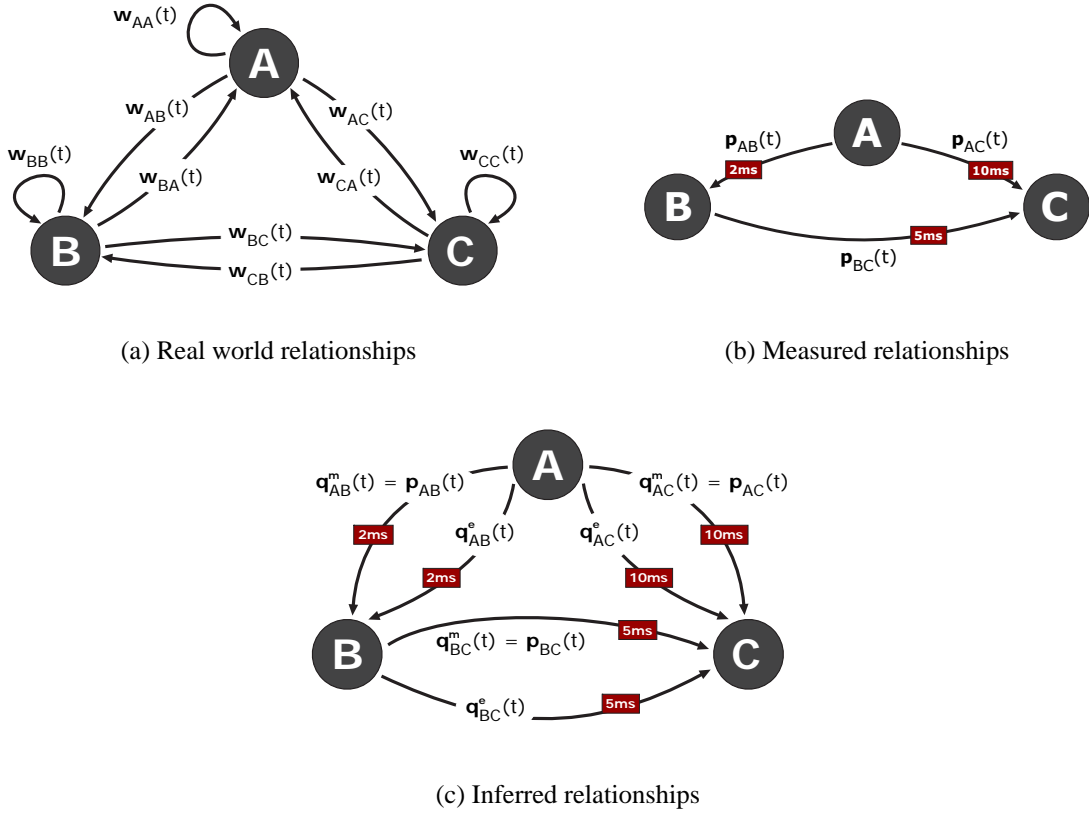 w_AA(t)
A
w_AB(t)
w_AC(t)
w_BB(t)
w_BA(t)
w_CA(t)
w_CC(t)
B
w_BC(t)
C
w_CB(t)
(a) Real world relationships
A
p_AB(t)
p_AC(t)
2ms
10ms
B
C
5ms
p_BC(t)
(b) Measured relationships
A
q^m_AB(t) = p_AB(t)
q^m_AC(t) = p_AC(t)
2ms
q^e_AB(t)
q^e_AC(t)
10ms
2ms
10ms
B
5ms
C
q^m_BC(t) = p_BC(t)
q^e_BC(t)
5ms
(c) Inferred relationships